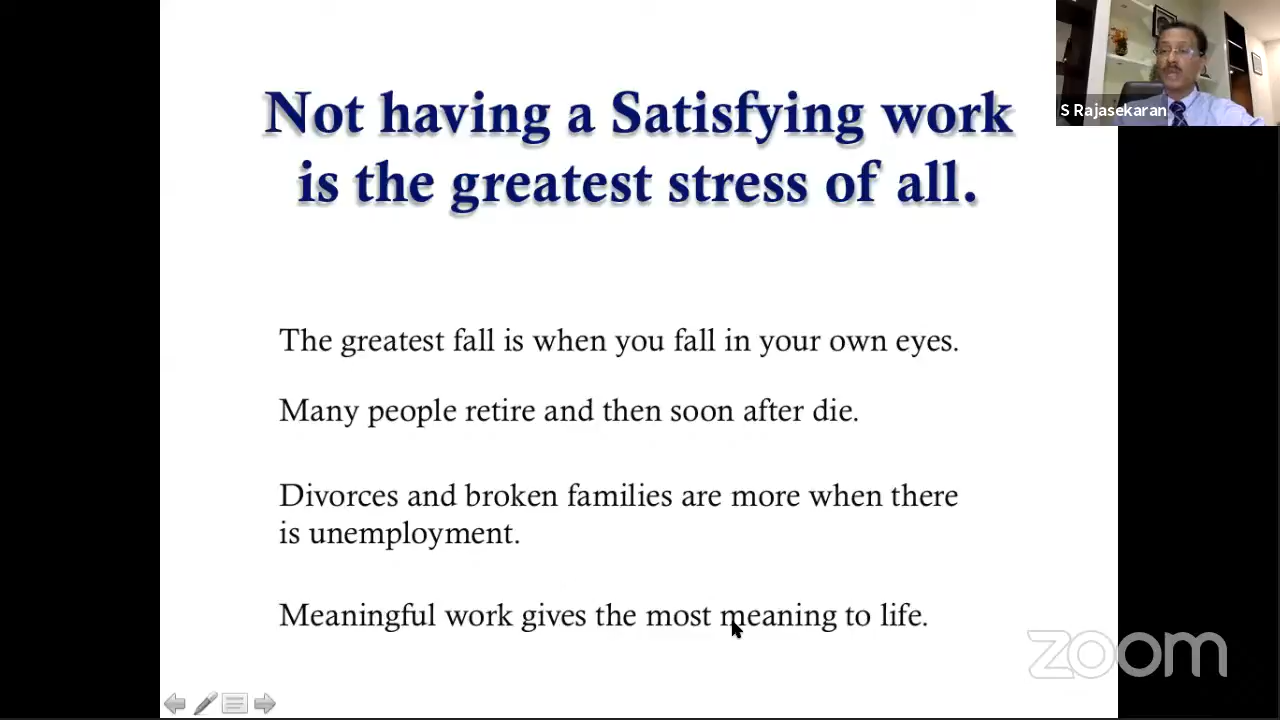 Not having a Satisfying work
is the greatest stress of all.
S Rajasekaran
The greatest fall is when you fall in your own eyes.
Many people retire and then soon after die.
Divorces and broken families are more when there
is unemployment.
Meaningful work gives the most meaning to life.
zoom